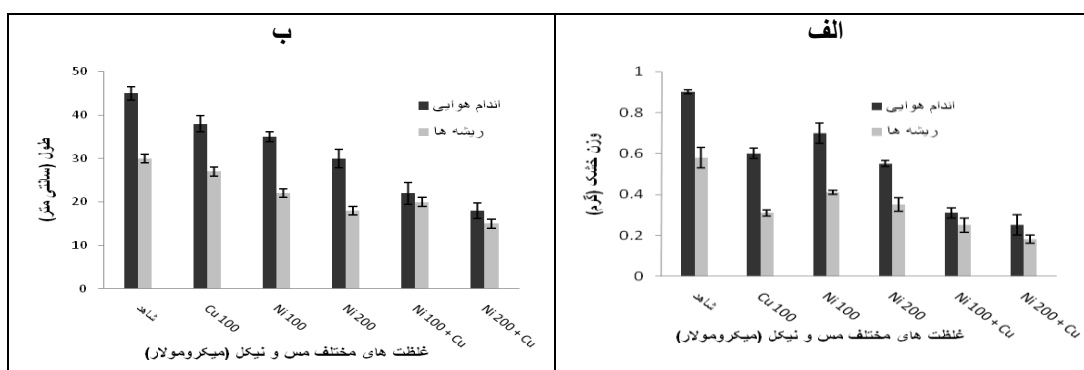 الف
1
0.8
0.6
0.4
0.2
0
وزن خشک (گرم)
اندام هوایی
ریشه ها
شاهد
Cu 100
Ni 100
Ni 200
Ni 100 + Cu
Ni 200 + Cu
غلظت های مختلف مس و نیکل (میکرومولار)
ب
50
40
30
20
10
0
طول (سانتی متر)
اندام هوایی
ریشه ها
شاهد
Cu 100
Ni 100
Ni 200
Ni 100 + Cu
Ni 200 + Cu
غلظت های مختلف مس و نیکل (میکرومولار)